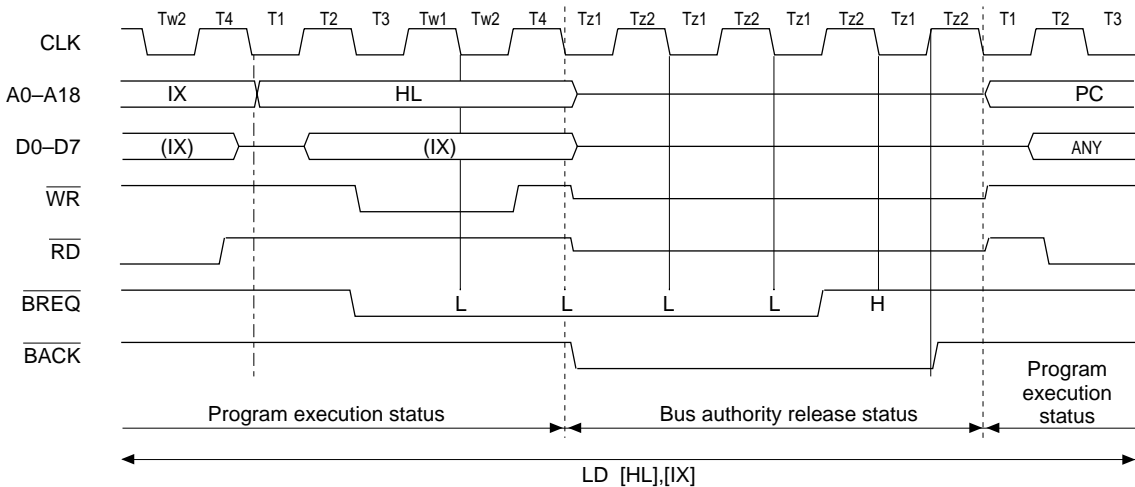 Tw2 T4 T1 T2 T3 Tw1 Tw2 T4 Tz1 Tz2 Tz1 Tz2 Tz1 Tz2 Tz1 Tz2 T1 T2 T3
CLK
A0–A18 IX HL PC
D0–D7 (IX) (IX) ANY
WR
RD
BREQ L L L L H
BACK
Program execution status
Bus authority release status
Program
execution
status
LD [HL],[IX]